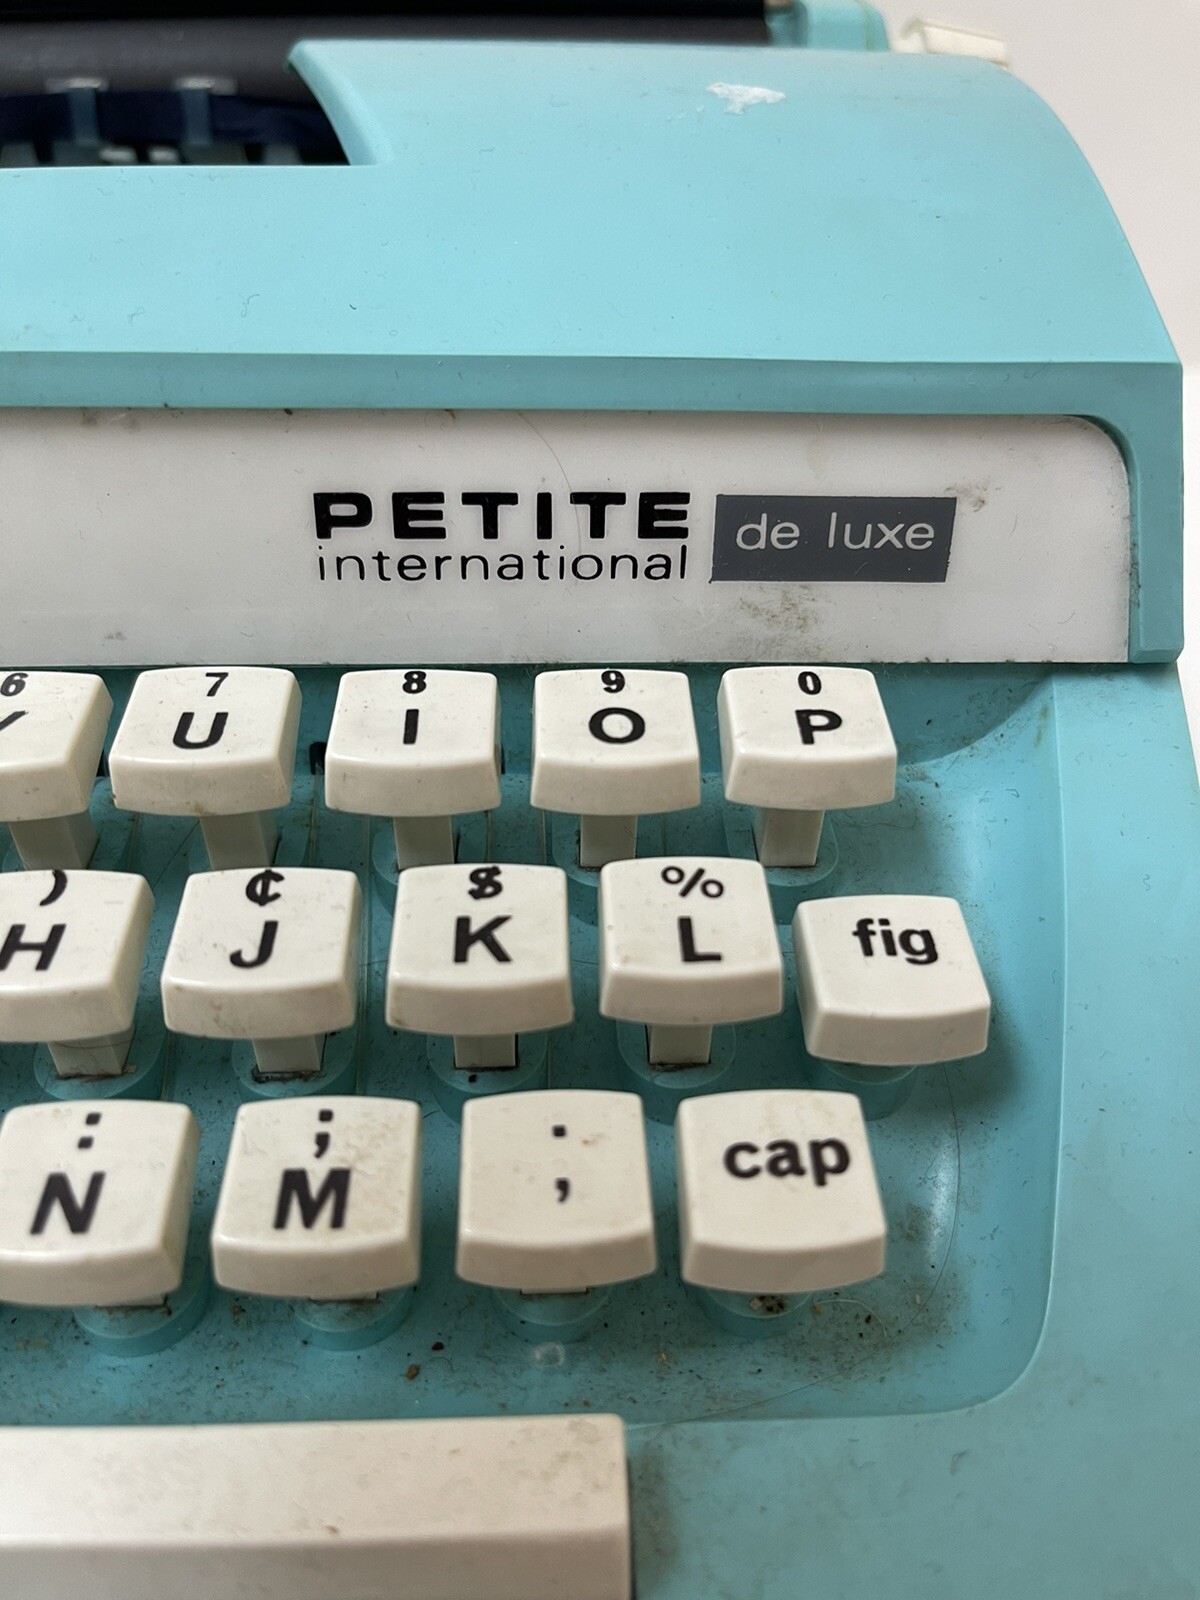 PETITE de luxe
international
6 7 8 9 0
Y U I O P
) ¢ $ %
H J K L fig
: ; .
N M , cap